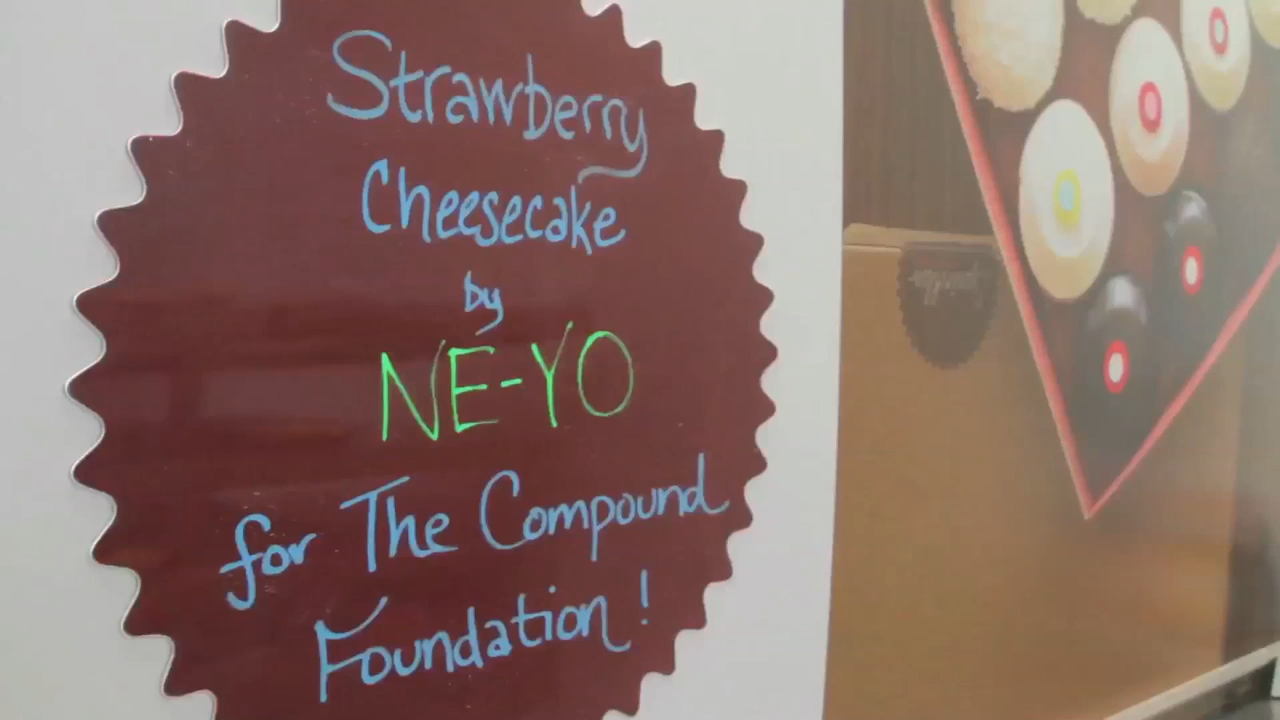 Strawberry
Cheesecake
by
NE-YO
for The Compound
Foundation!